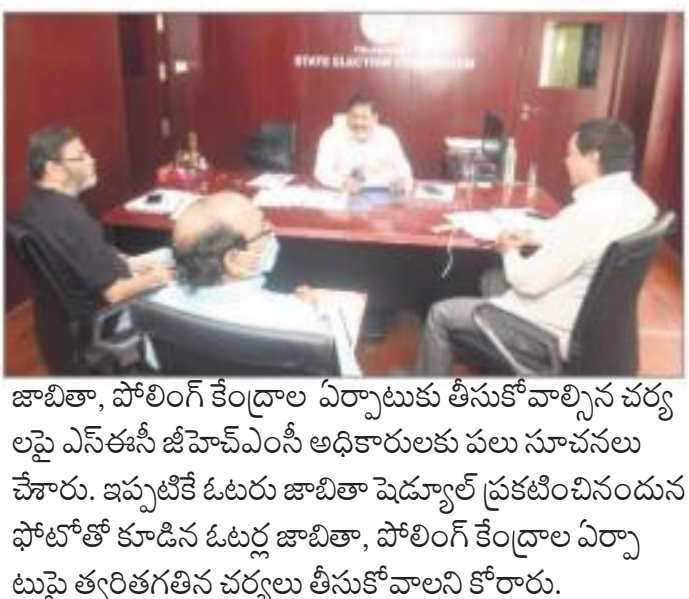 STATE ELECTION COMMISSION
జాబితా, పోలింగ్ కేంద్రాల ఏర్పాటుకు తీసుకోవాల్సిన చర్య
లపై ఎస్ఈసీ జీహెచ్ఎంసీ అధికారులకు పలు సూచనలు
చేశారు. ఇప్పటికే ఓటరు జాబితా షెడ్యూల్ ప్రకటించినందున
ఫోటోతో కూడిన ఓటర్ల జాబితా, పోలింగ్ కేంద్రాల ఏర్పా
టుపై త్వరితగతిన చర్యలు తీసుకోవాలని కోరారు.